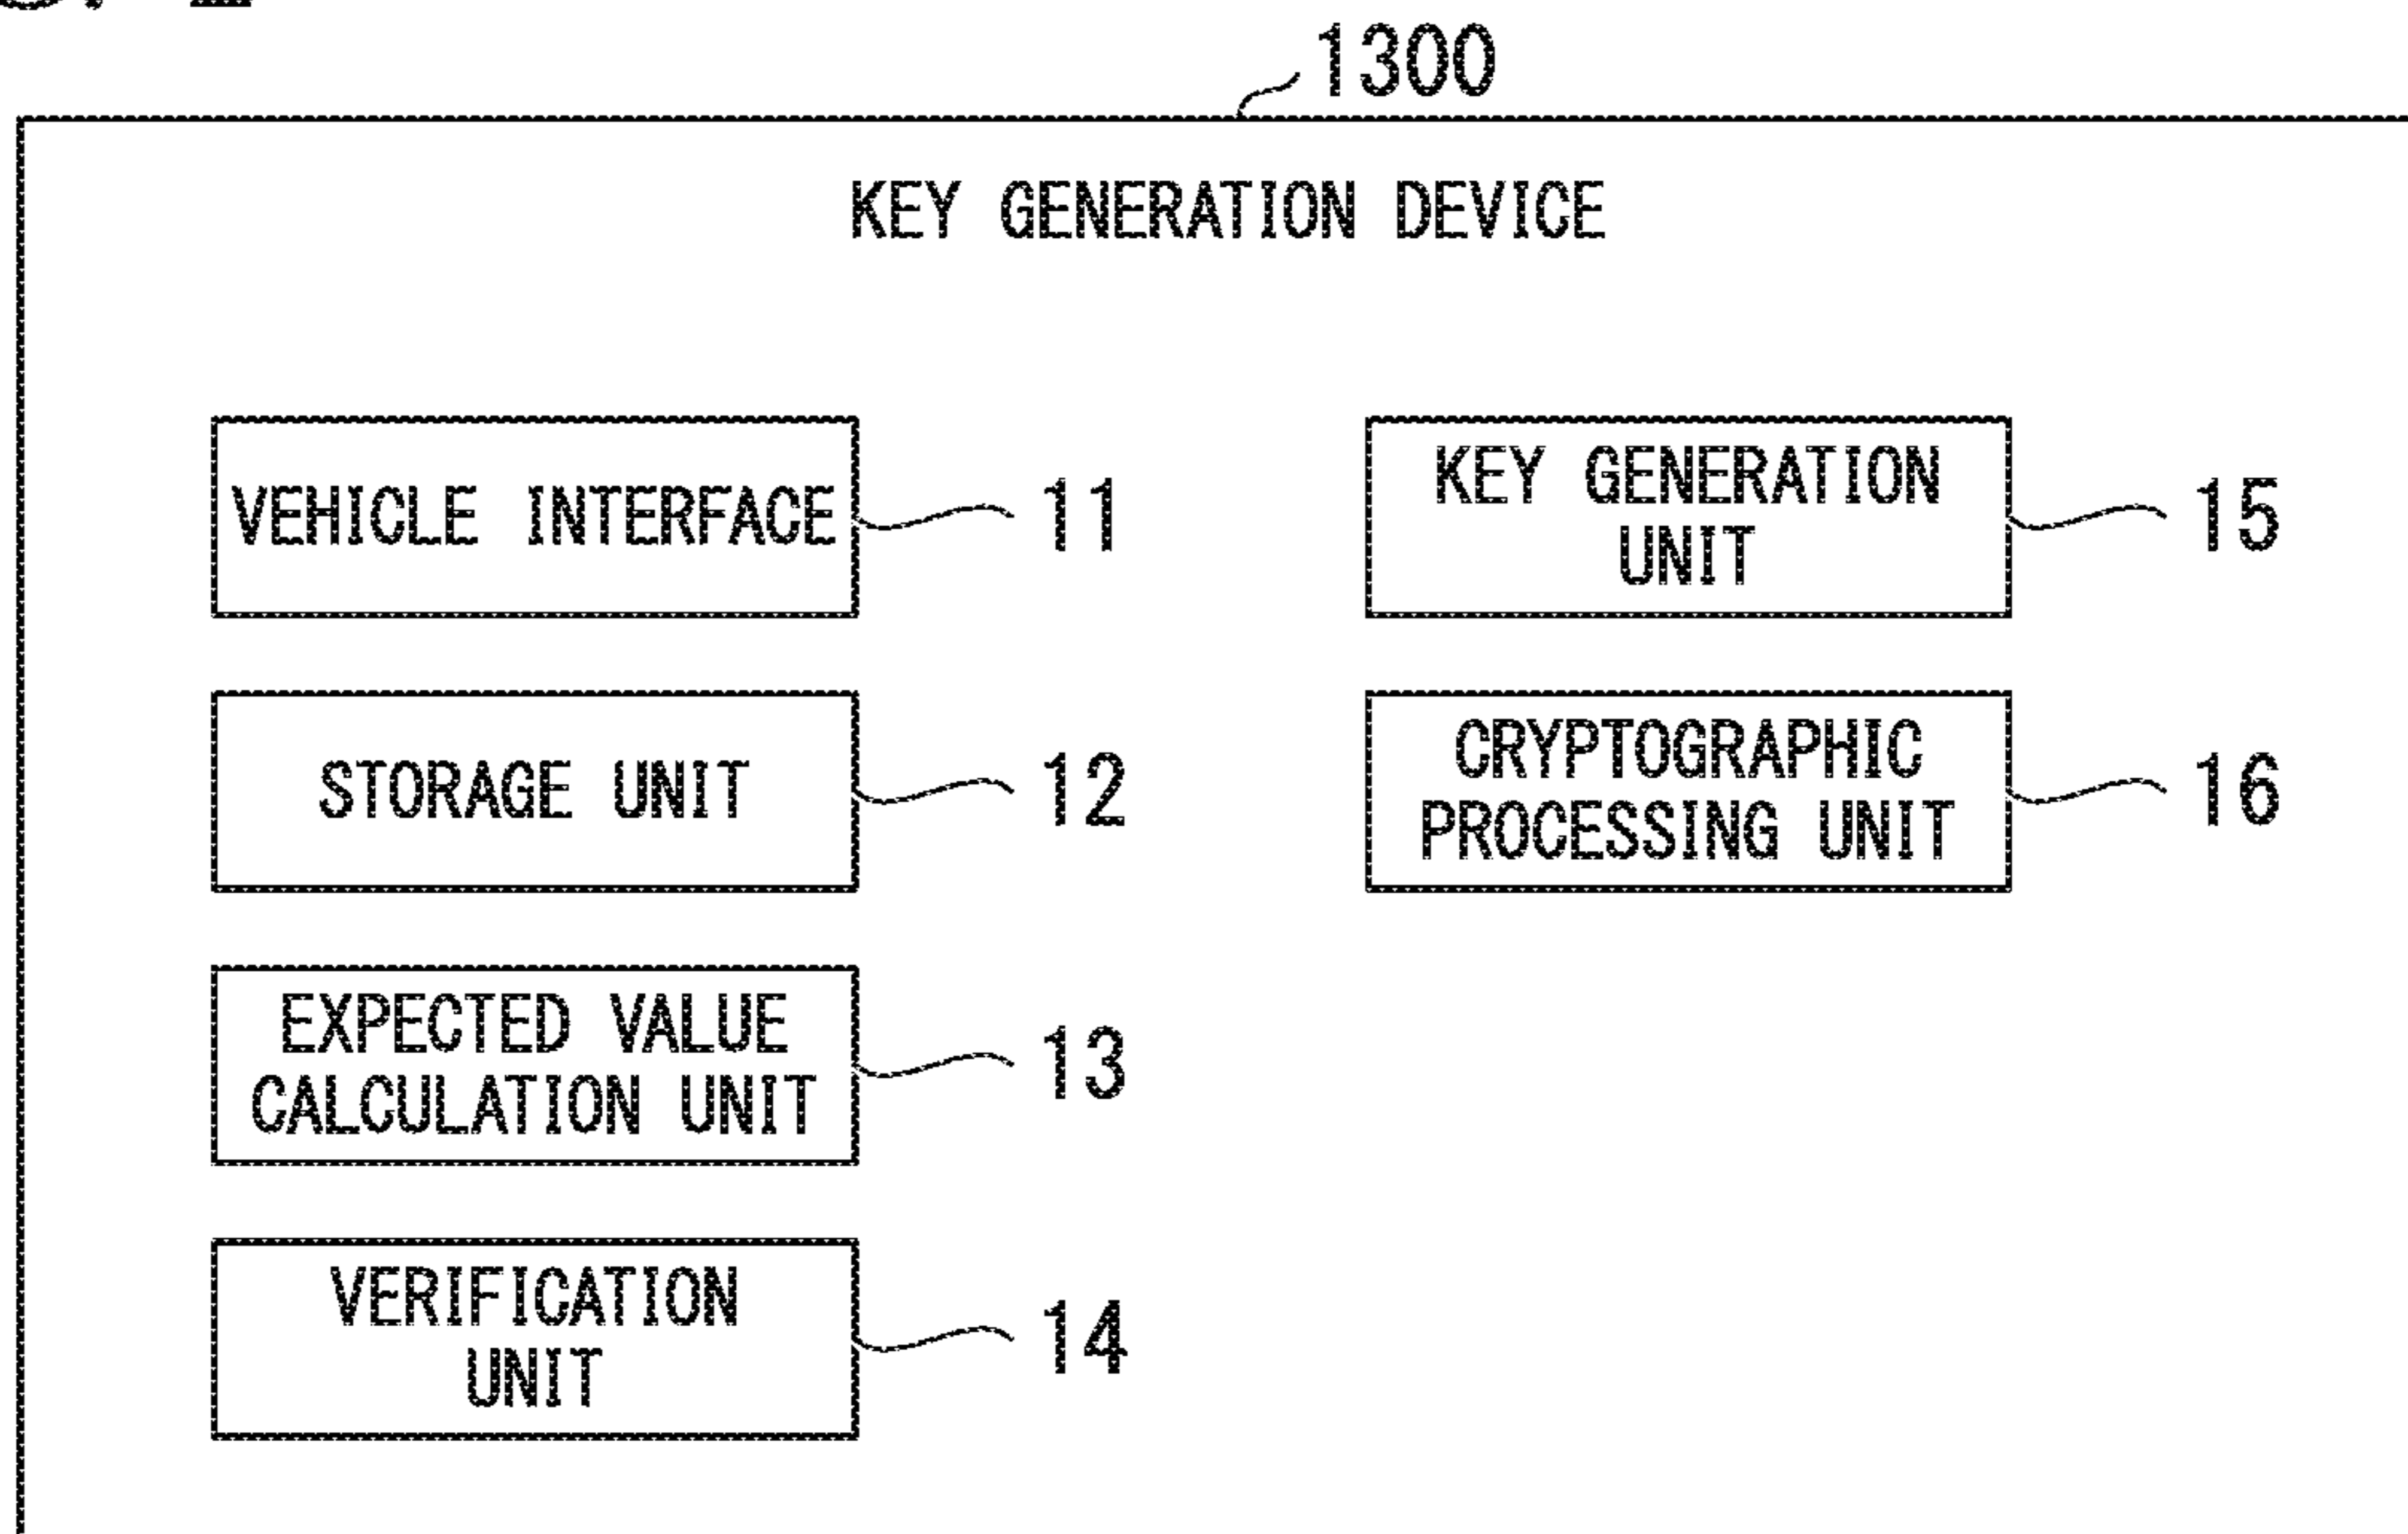 1300
KEY GENERATION DEVICE
VEHICLE INTERFACE
11
STORAGE UNIT
12
EXPECTED VALUE
CALCULATION UNIT
13
VERIFICATION
UNIT
14
KEY GENERATION
UNIT
15
CRYPTOGRAPHIC
PROCESSING UNIT
16